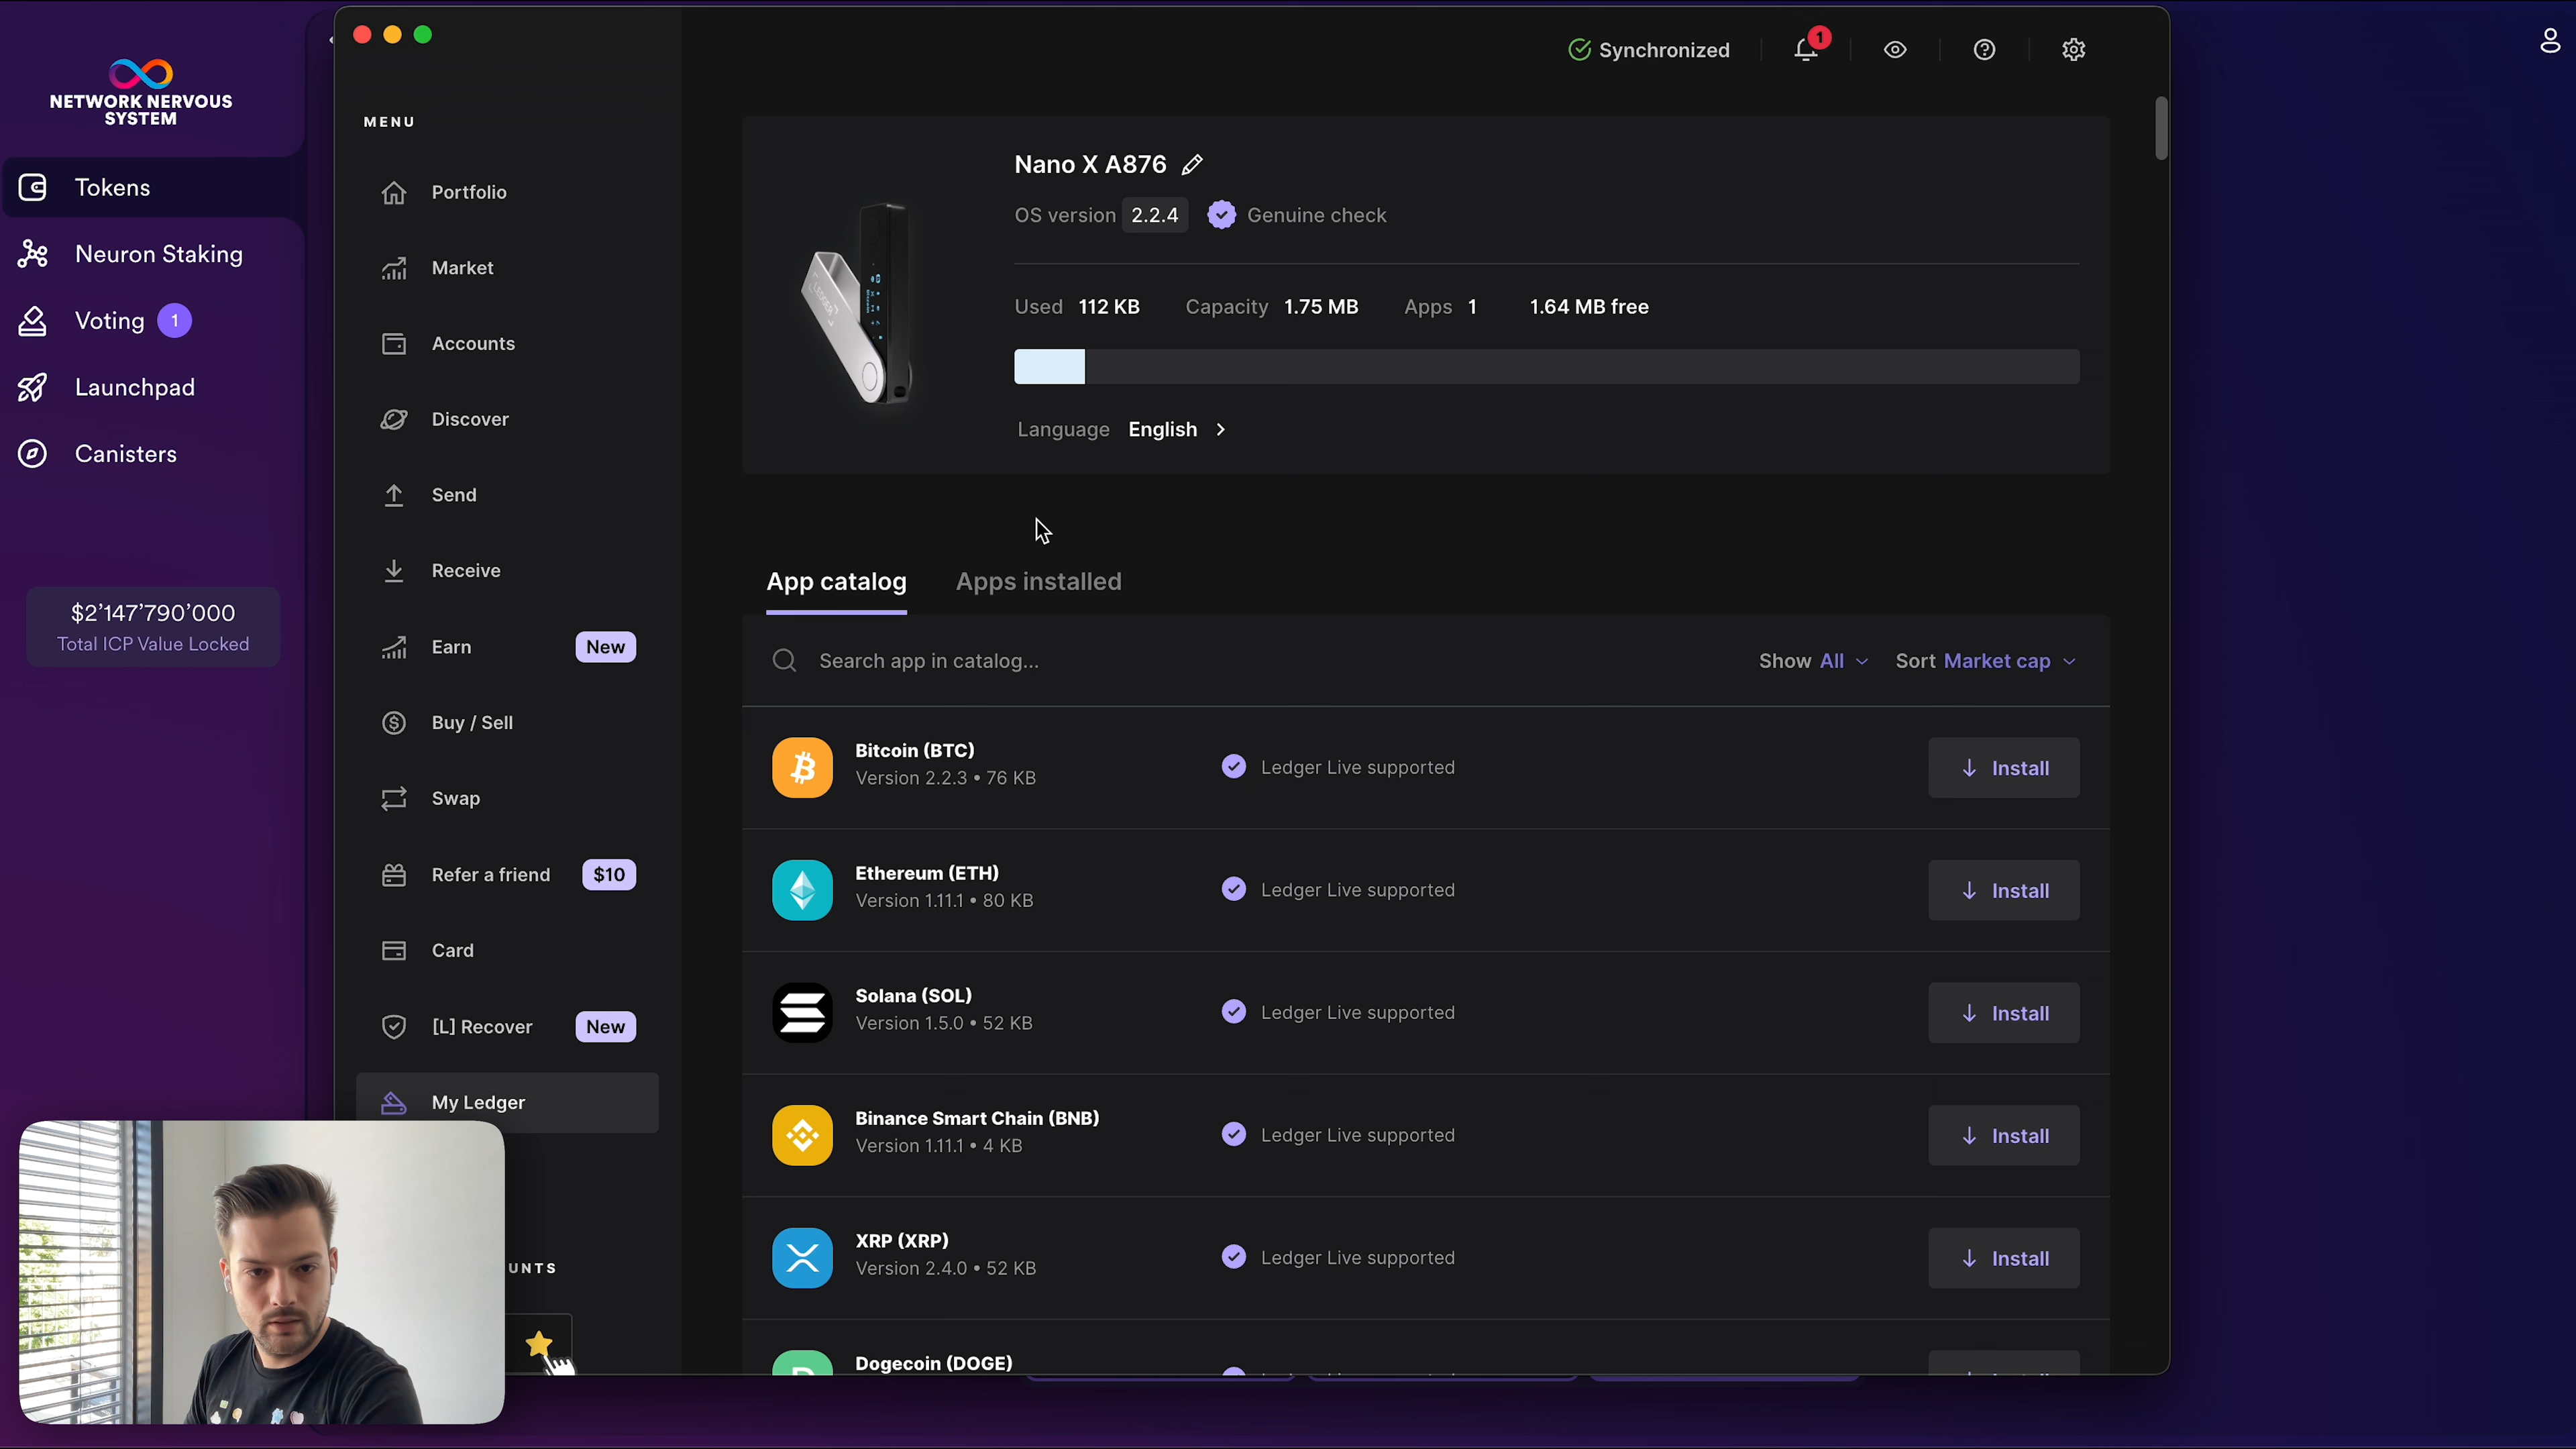 NETWORK NERVOUS
SYSTEM
Tokens
Neuron Staking
Voting 1
Launchpad
Canisters
$2’147’790’000
Total ICP Value Locked
MENU
Portfolio
Market
Accounts
Discover
Send
Receive
Earn New
Buy / Sell
Swap
Refer a friend $10
Card
[L] Recover New
My Ledger
UNTS
Synchronized
1
Nano X A876
OS version 2.2.4 Genuine check
Used 112 KB Capacity 1.75 MB Apps 1 1.64 MB free
Language English
App catalog Apps installed
Search app in catalog...
Show All Sort Market cap
Bitcoin (BTC)
Version 2.2.3 • 76 KB
Ledger Live supported
Install
Ethereum (ETH)
Version 1.11.1 • 80 KB
Ledger Live supported
Install
Solana (SOL)
Version 1.5.0 • 52 KB
Ledger Live supported
Install
Binance Smart Chain (BNB)
Version 1.11.1 • 4 KB
Ledger Live supported
Install
XRP (XRP)
Version 2.4.0 • 52 KB
Ledger Live supported
Install
Dogecoin (DOGE)